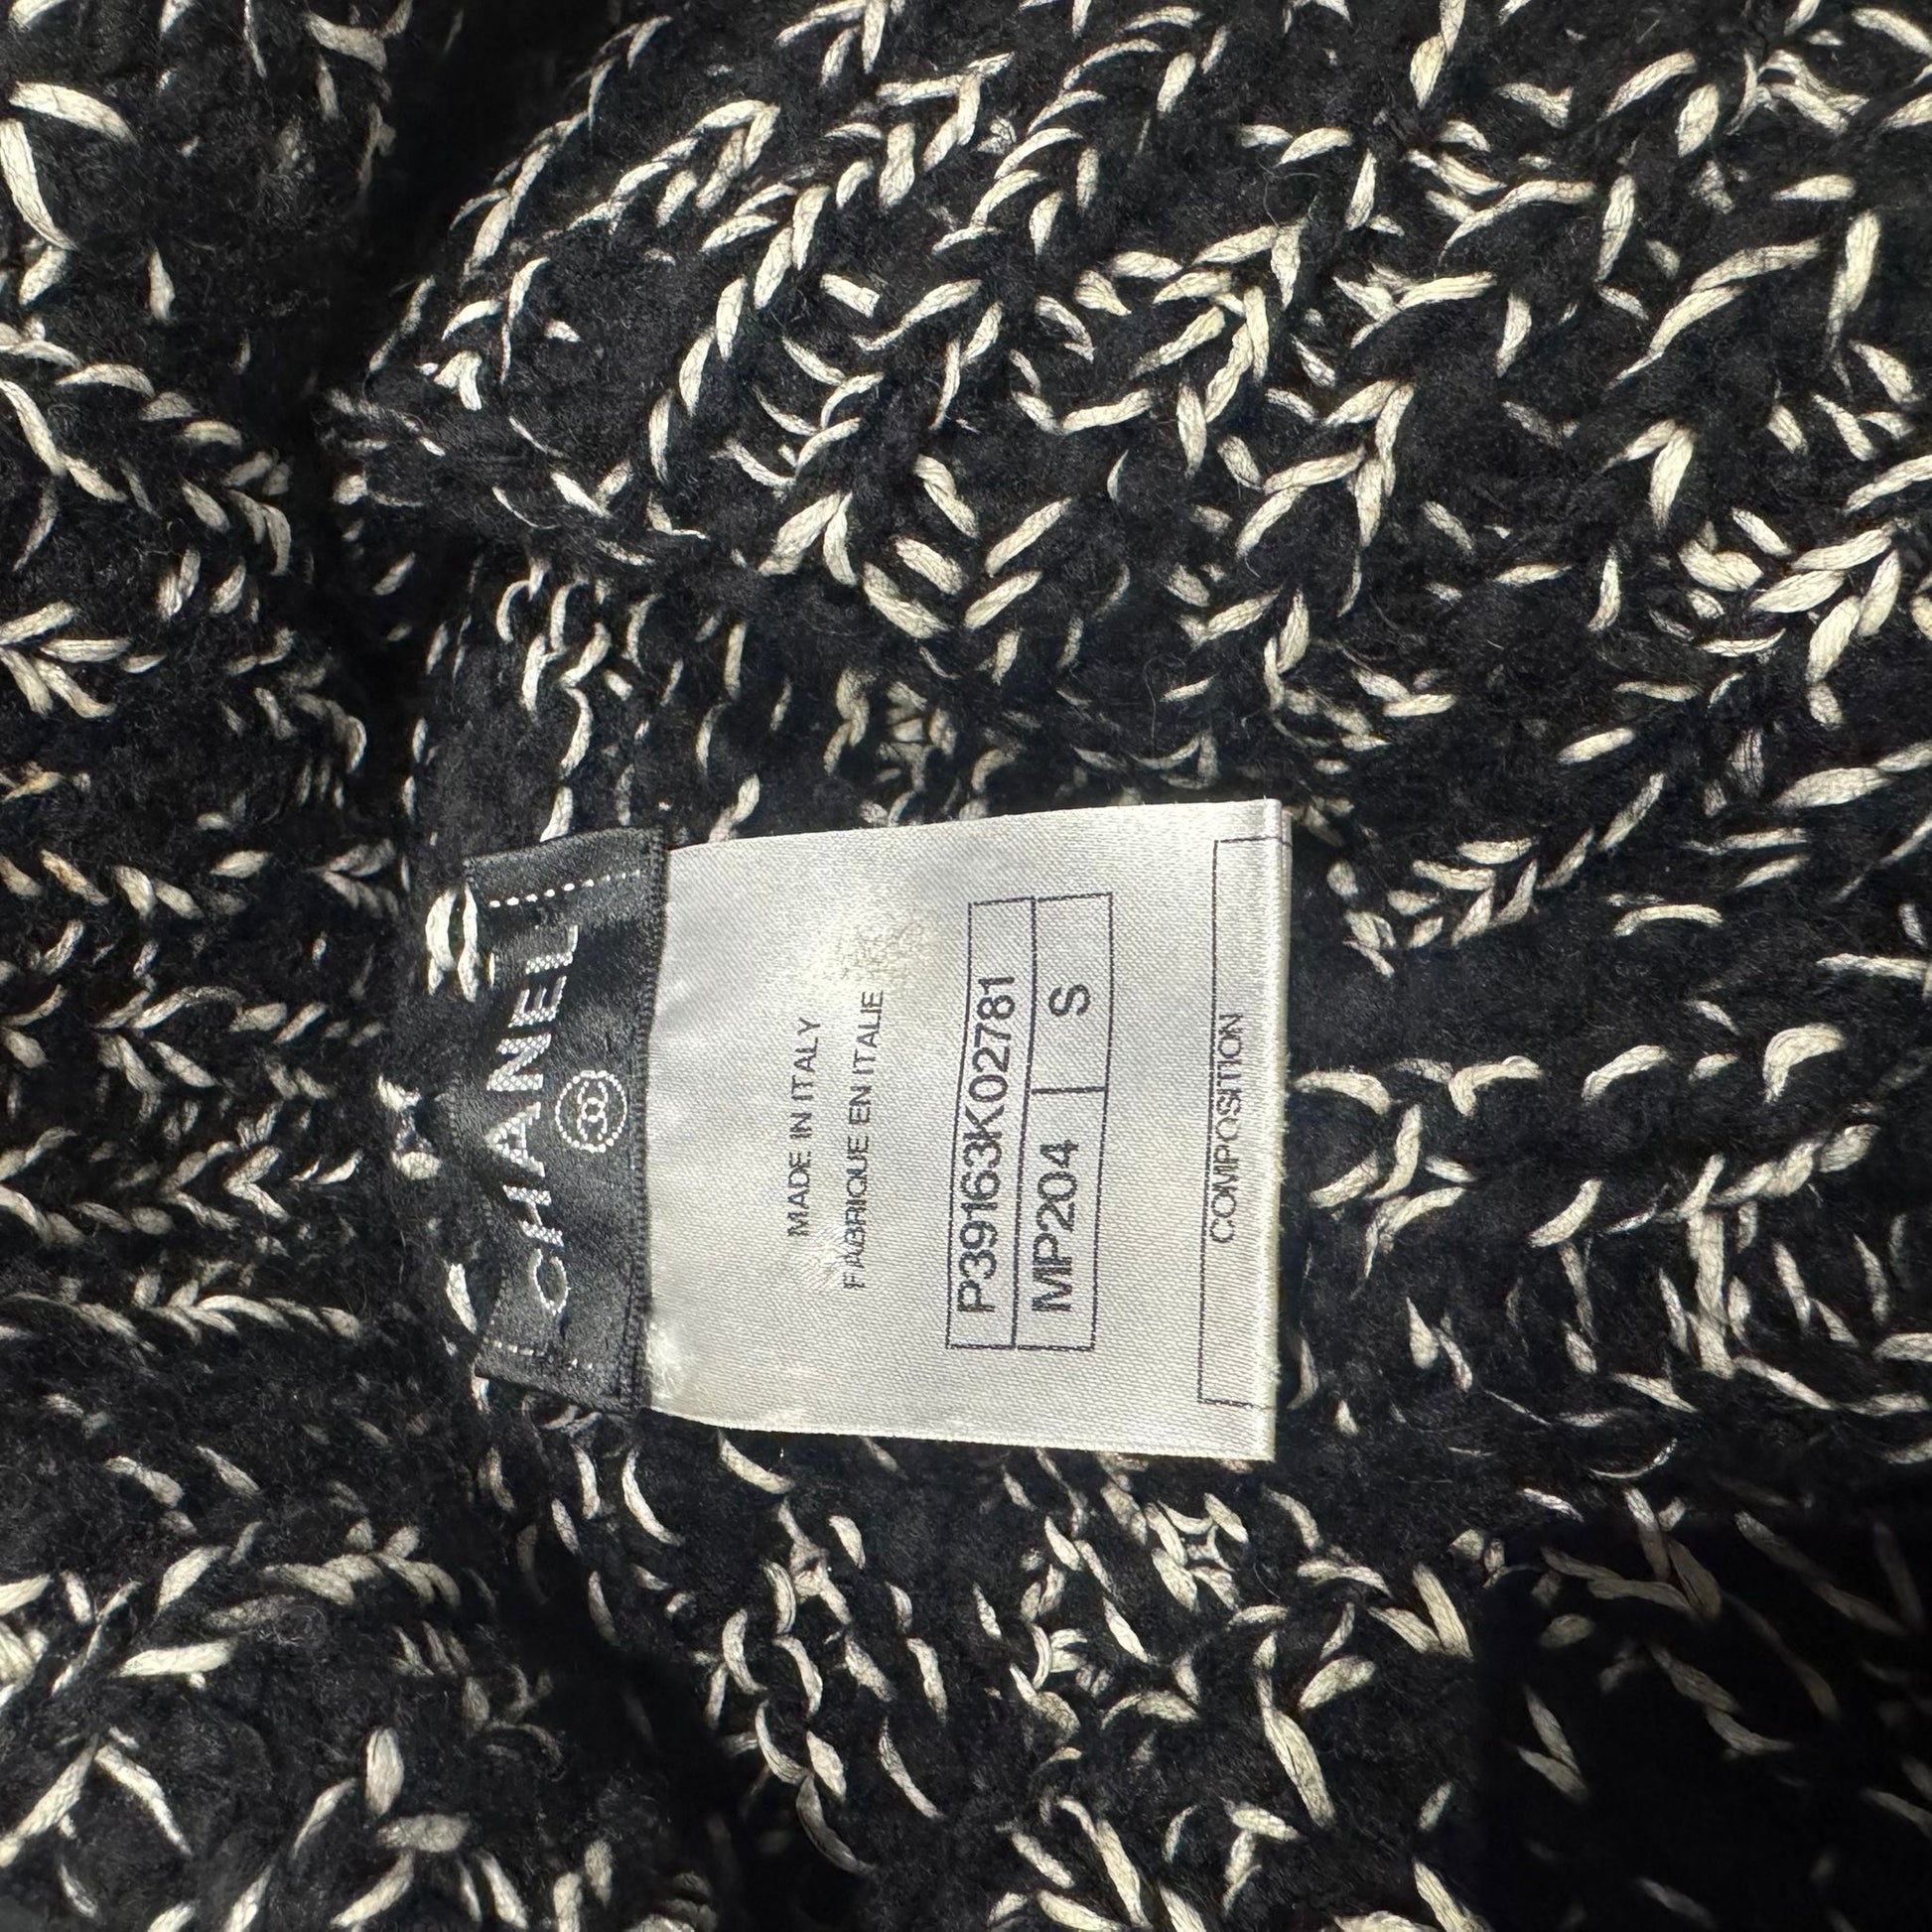 CHANEL
MADE IN ITALY
FABRIQUE EN ITALIE
P39163K02781
MP204 S
COMPOSITION